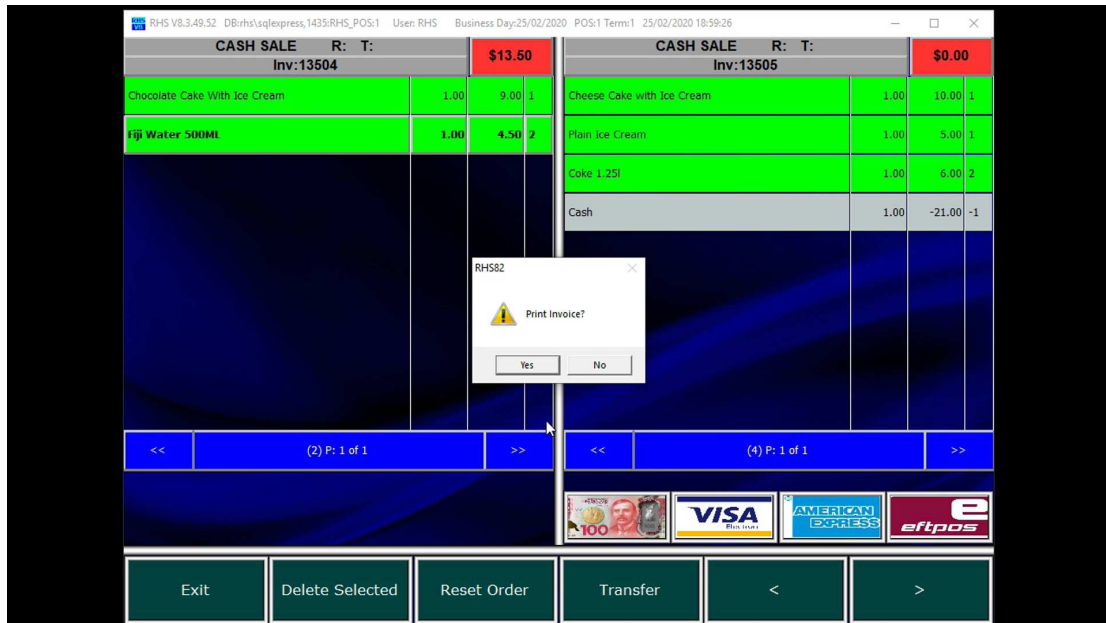 RHS V8.3.49.52 DB:rhs\sqlexpress,1435:RHS_POS:1 User: RHS Business Day:25/02/2020 POS:1 Term:1 25/02/2020 18:59:26
CASH SALE R: T:
Inv:13504
$13.50
Chocolate Cake With Ice Cream 1.00 9.00 1
Fiji Water 500ML 1.00 4.50 2
<< (2) P: 1 of 1 >>
CASH SALE R: T:
Inv:13505
$0.00
Cheese Cake with Ice Cream 1.00 10.00 1
Plain Ice Cream 1.00 5.00 1
Coke 1.25l 1.00 6.00 2
Cash 1.00 -21.00 -1
<< (4) P: 1 of 1 >>
RHS82
Print Invoice?
Yes No
100
VISA
Electron
AMERICAN
EXPRESS
e
eftpos
Exit Delete Selected Reset Order Transfer < >